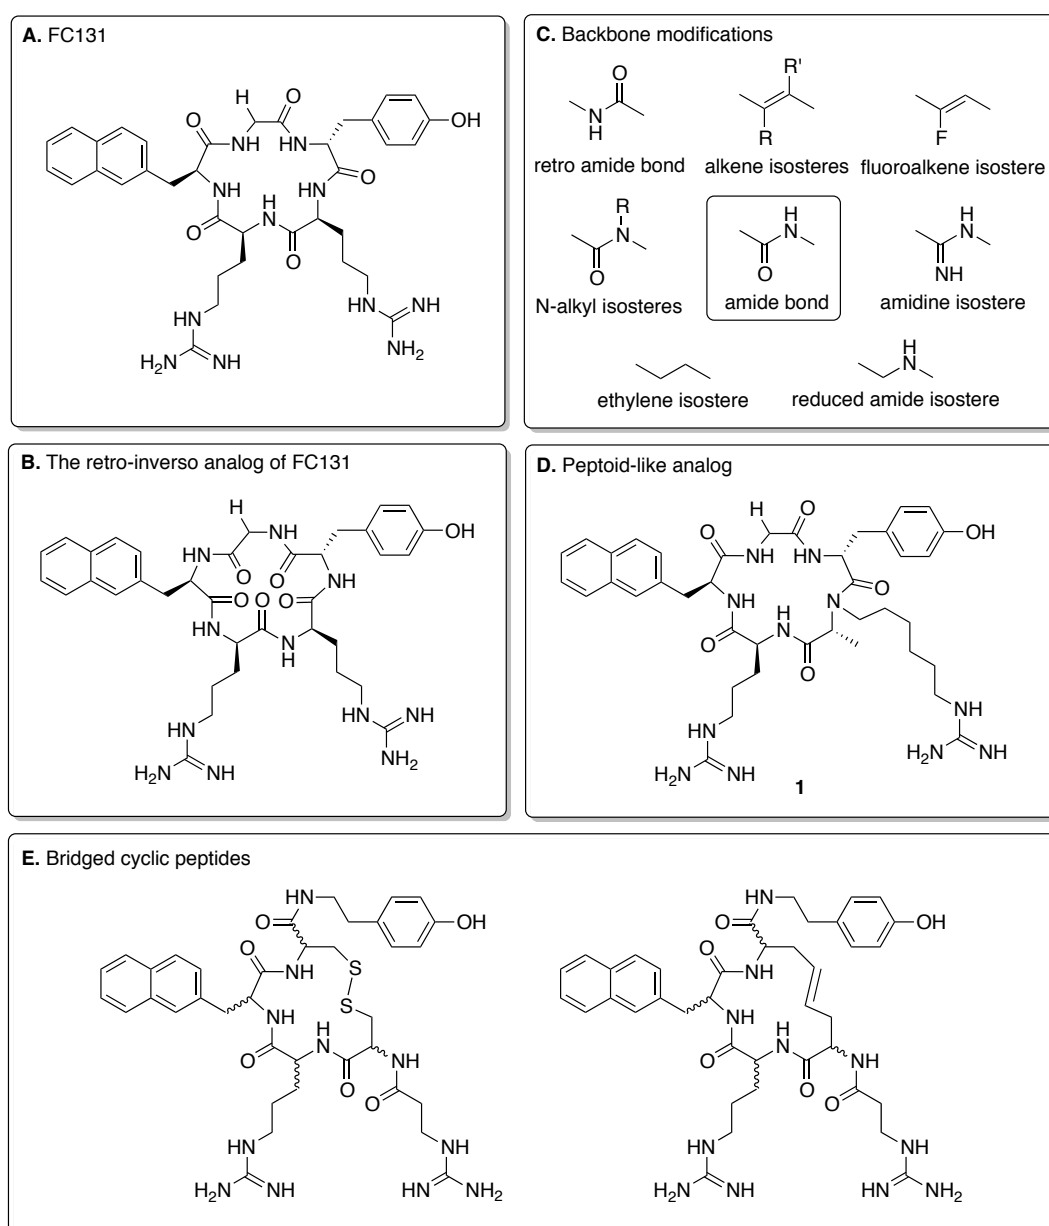 A. FC131
H
O
O
NH
HN
OH
NH
HN
O
O
H
N
O
HN
HN
NH
NH2
H2N
NH
C. Backbone modifications
O
N
H
retro amide bond
R'
R
alkene isosteres
F
fluoroalkene isostere
R
N
O
N-alkyl isosteres
H
N
O
amide bond
H
N
NH
amidine isostere
ethylene isostere
H
N
reduced amide isostere
B. The retro-inverso analog of FC131
H
NH
O
OH
HN
O
O
NH
O
O
O
HN
N
H
HN
HN
NH
NH2
H2N
NH
D. Peptoid-like analog
H
O
O
NH
HN
OH
O
NH
H
N
N
O
O
HN
NH
H2N
NH
H2N
NH
1
E. Bridged cyclic peptides
HN
O
OH
O
NH
S
S
NH
O
H
N
O
NH
O
HN
NH
H2N
NH
HN
NH2
HN
O
OH
O
NH
NH
O
H
N
O
NH
O
HN
NH
H2N
NH
HN
NH2